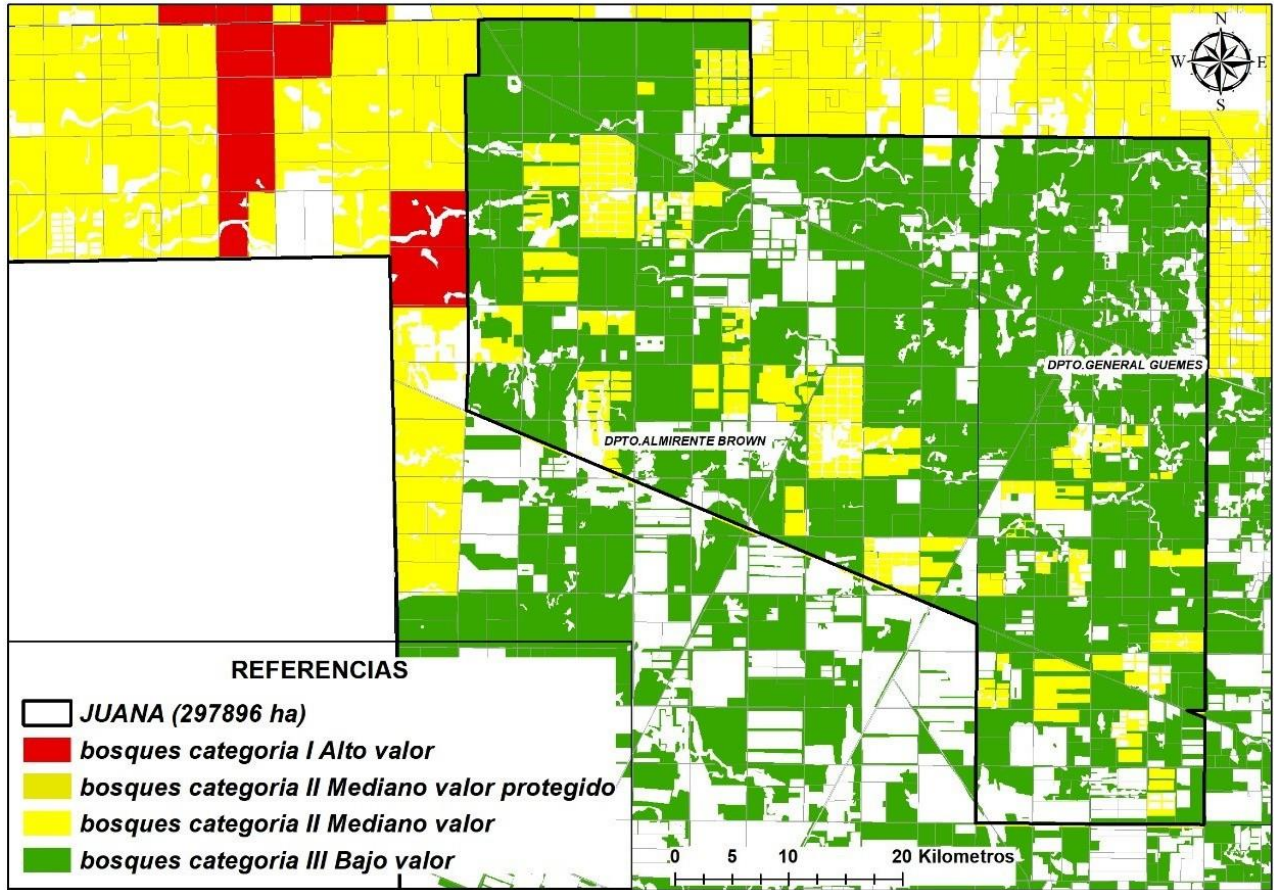 N
W E
S
DPTO.GENERAL GUEMES
DPTO.ALMIRENTE BROWN
REFERENCIAS
JUANA (297896 ha)
bosques categoria I Alto valor
bosques categoria II Mediano valor protegido
bosques categoria II Mediano valor
bosques categoria III Bajo valor
0 5 10 20 Kilometros